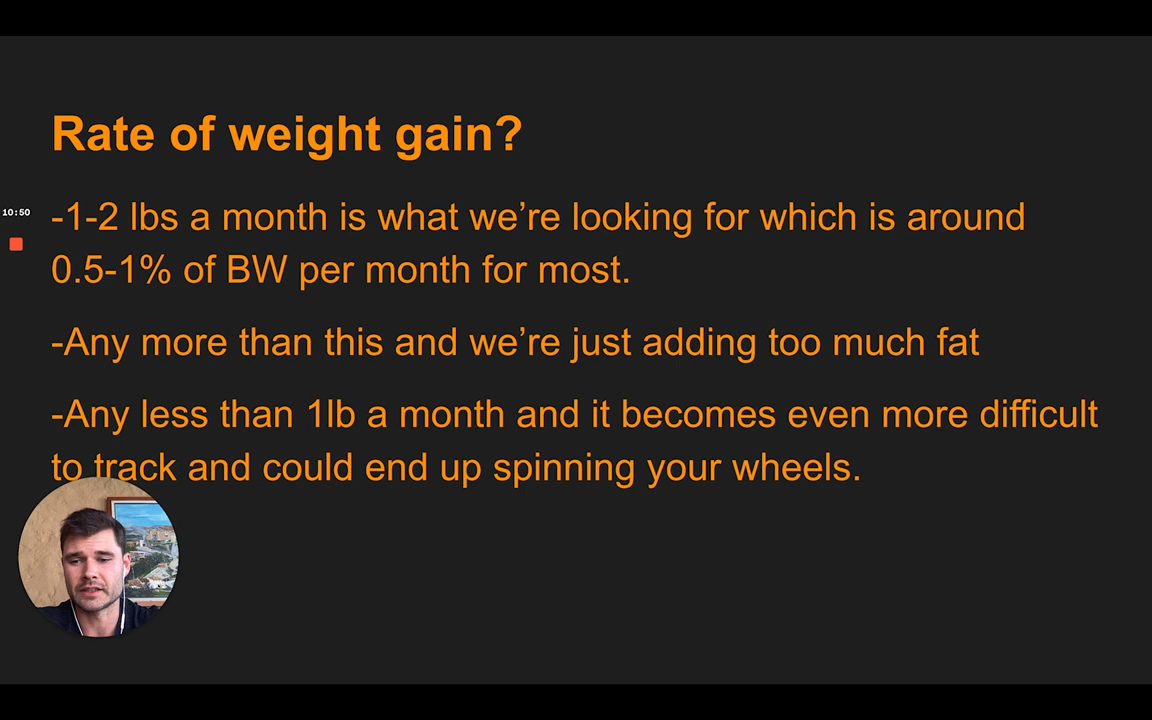 Rate of weight gain?
10:50
-1-2 lbs a month is what we’re looking for which is around
0.5-1% of BW per month for most.
-Any more than this and we’re just adding too much fat
-Any less than 1lb a month and it becomes even more difficult
to track and could end up spinning your wheels.